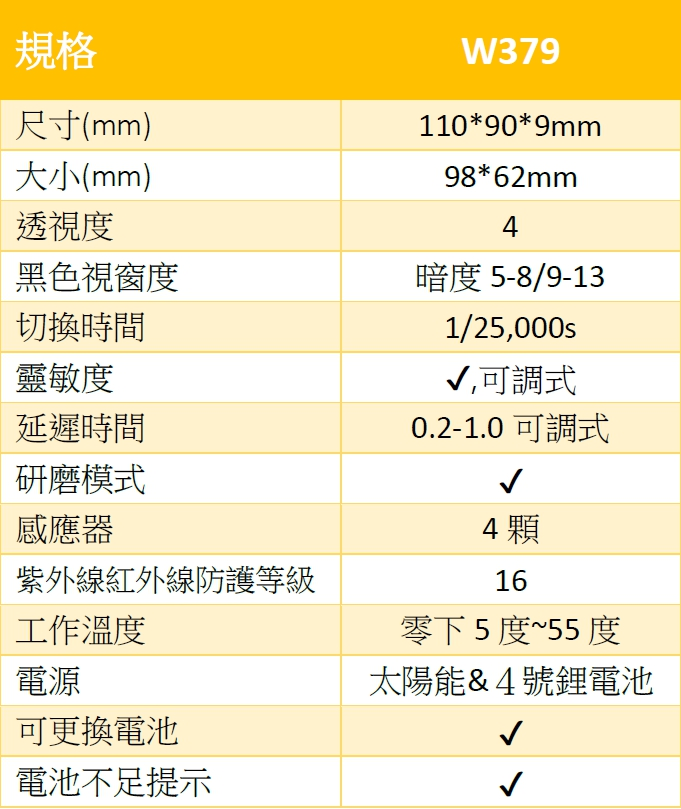 規格 W379
尺寸(mm) 110*90*9mm
大小(mm) 98*62mm
透視度 4
黑色視窗度 暗度 5-8/9-13
切換時間 1/25,000s
靈敏度 ✓,可調式
延遲時間 0.2-1.0 可調式
研磨模式 ✓
感應器 4 顆
紫外線紅外線防護等級 16
工作溫度 零下 5 度~55 度
電源 太陽能& 4 號鋰電池
可更換電池 ✓
電池不足提示 ✓